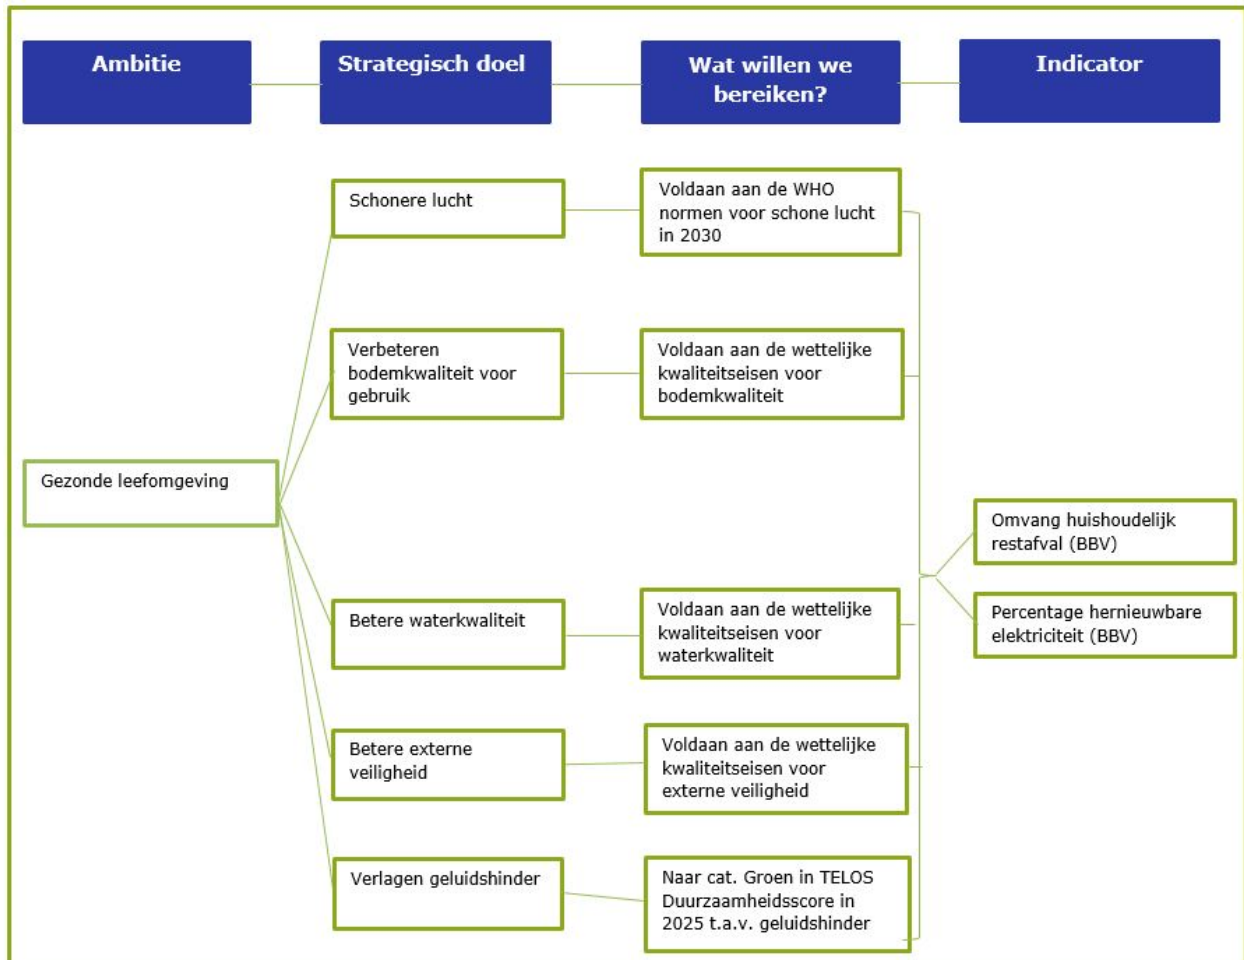 Ambitie
Strategisch doel
Wat willen we
bereiken?
Indicator
Schonere lucht
Voldaan aan de WHO
normen voor schone lucht
in 2030
Verbeteren
bodemkwaliteit voor
gebruik
Voldaan aan de wettelijke
kwaliteitseisen voor
bodemkwaliteit
Gezonde leefomgeving
Omvang huishoudelijk
restafval (BBV)
Percentage hernieuwbare
elektriciteit (BBV)
Betere waterkwaliteit
Voldaan aan de wettelijke
kwaliteitseisen voor
waterkwaliteit
Betere externe
veiligheid
Voldaan aan de wettelijke
kwaliteitseisen voor
externe veiligheid
Verlagen geluidshinder
Naar cat. Groen in TELOS
Duurzaamheidsscore in
2025 t.a.v. geluidshinder